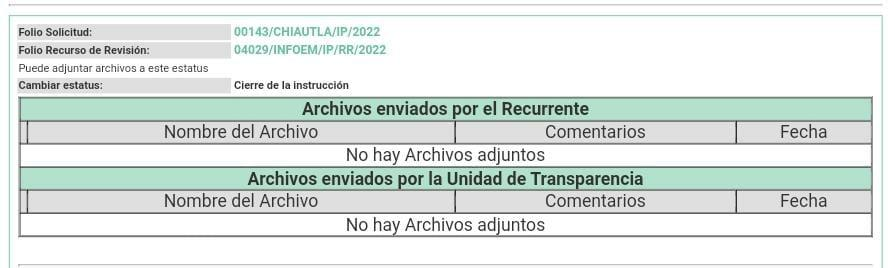 Folio Solicitud: 00143/CHIAUTLA/IP/2022
Folio Recurso de Revisión: 04029/INFOEM/IP/RR/2022
Puede adjuntar archivos a este estatus
Cambiar estatus: Cierre de la instrucción
Archivos enviados por el Recurrente
Nombre del Archivo Comentarios Fecha
No hay Archivos adjuntos
Archivos enviados por la Unidad de Transparencia
Nombre del Archivo Comentarios Fecha
No hay Archivos adjuntos